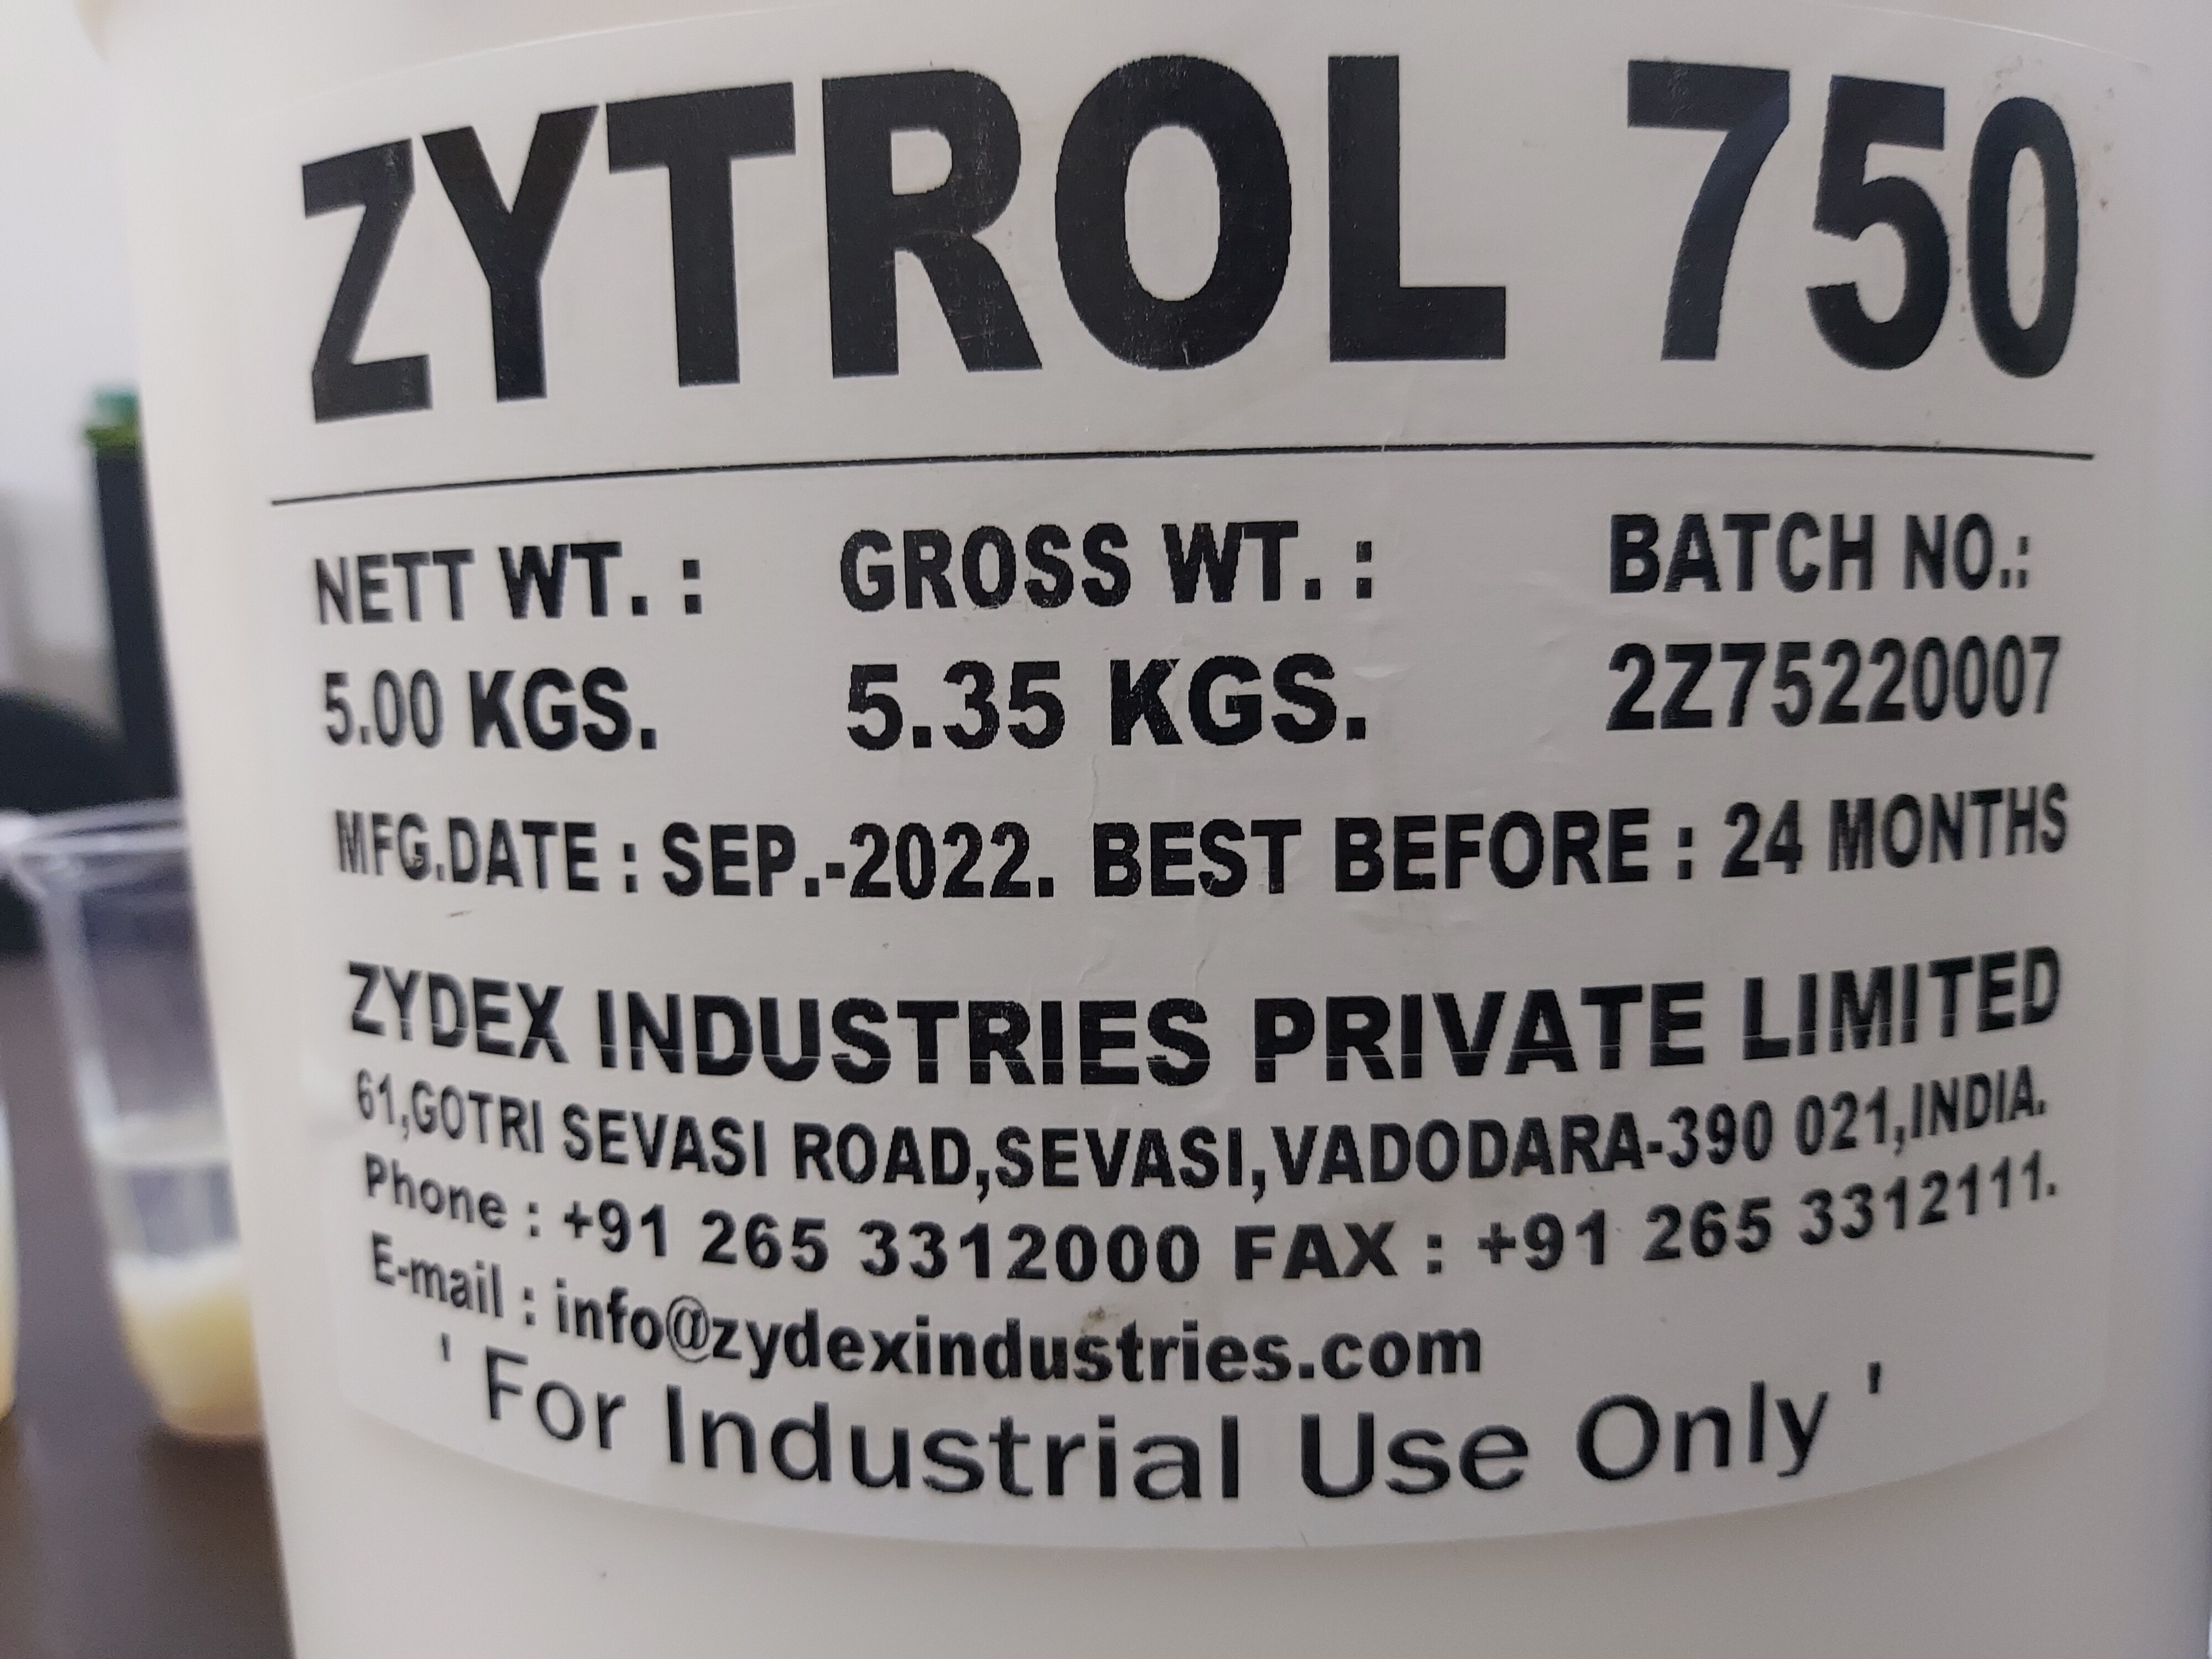 ZYTROL 750
NETT WT. : GROSS WT. : BATCH NO.:
5.00 KGS. 5.35 KGS. 2Z75220007
MFG.DATE : SEP.-2022. BEST BEFORE : 24 MONTHS
ZYDEX INDUSTRIES PRIVATE LIMITED
61,GOTRI SEVASI ROAD,SEVASI,VADODARA-390 021,INDIA.
Phone : +91 265 3312000 FAX : +91 265 3312111.
E-mail : info@zydexindustries.com
' For Industrial Use Only '